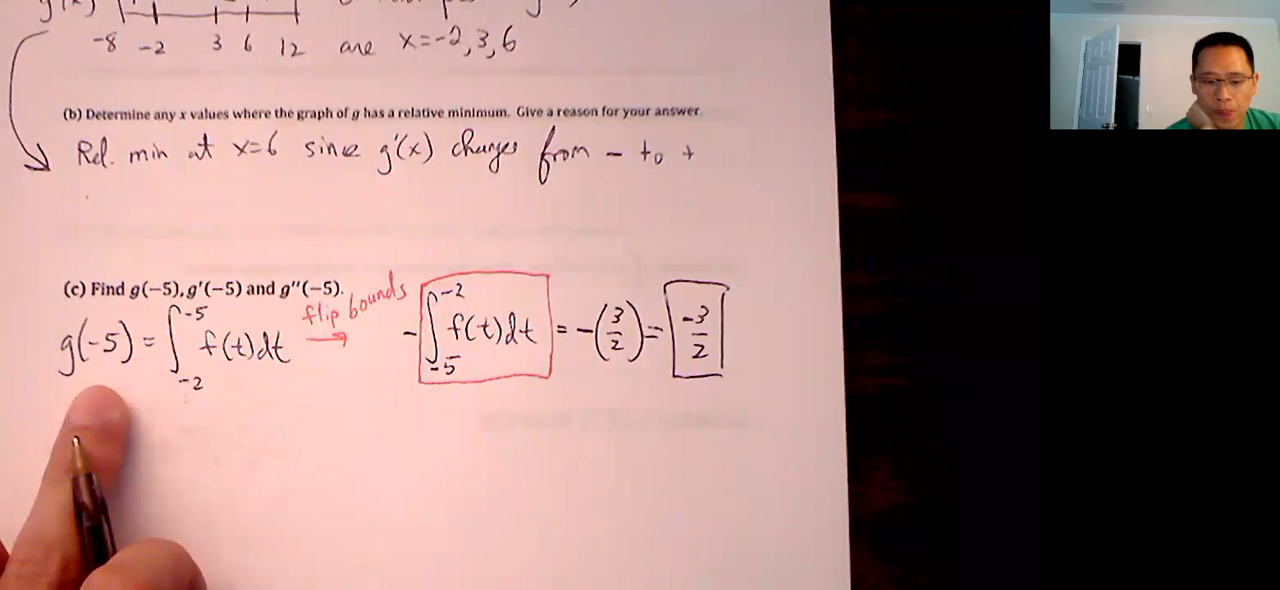 -8 -2 3 6 12 are x=-2,3,6
(b) Determine any x values where the graph of g has a relative minimum. Give a reason for your answer.
Rel. min at x=6 since g'(x) changes from - to +
(c) Find g(−5), g′(−5) and g′′(−5).
flip bounds
g(-5) = ∫_{-2}^{-5} f(t)dt → -∫_{-5}^{-2} f(t)dt = -(3/2) = -3/2